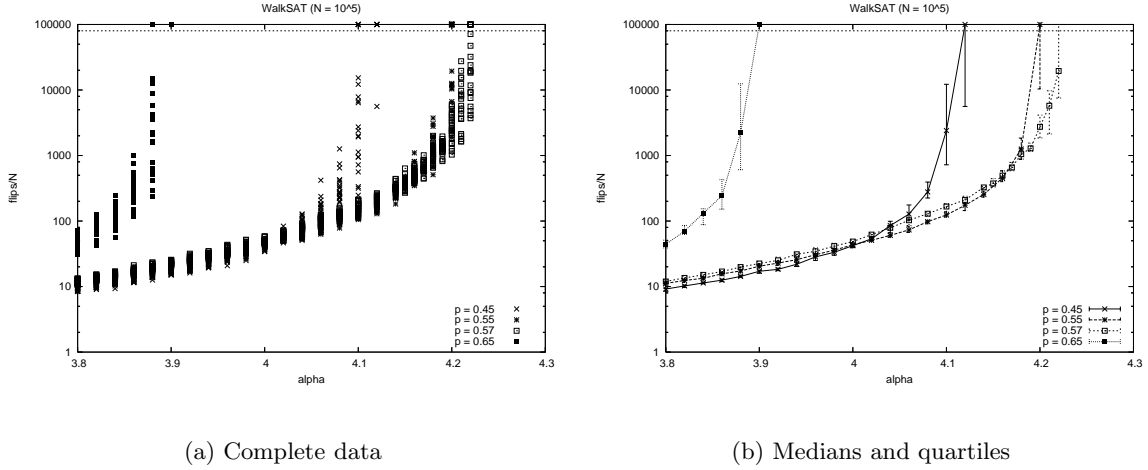 WalkSAT (N = 10^5)
100000
10000
1000
100
10
1
flips/N
3.8
3.9
4
4.1
4.2
4.3
alpha
p = 0.45
p = 0.55
p = 0.57
p = 0.65
(a) Complete data
WalkSAT (N = 10^5)
100000
10000
1000
100
10
1
flips/N
3.8
3.9
4
4.1
4.2
4.3
alpha
p = 0.45
p = 0.55
p = 0.57
p = 0.65
(b) Medians and quartiles